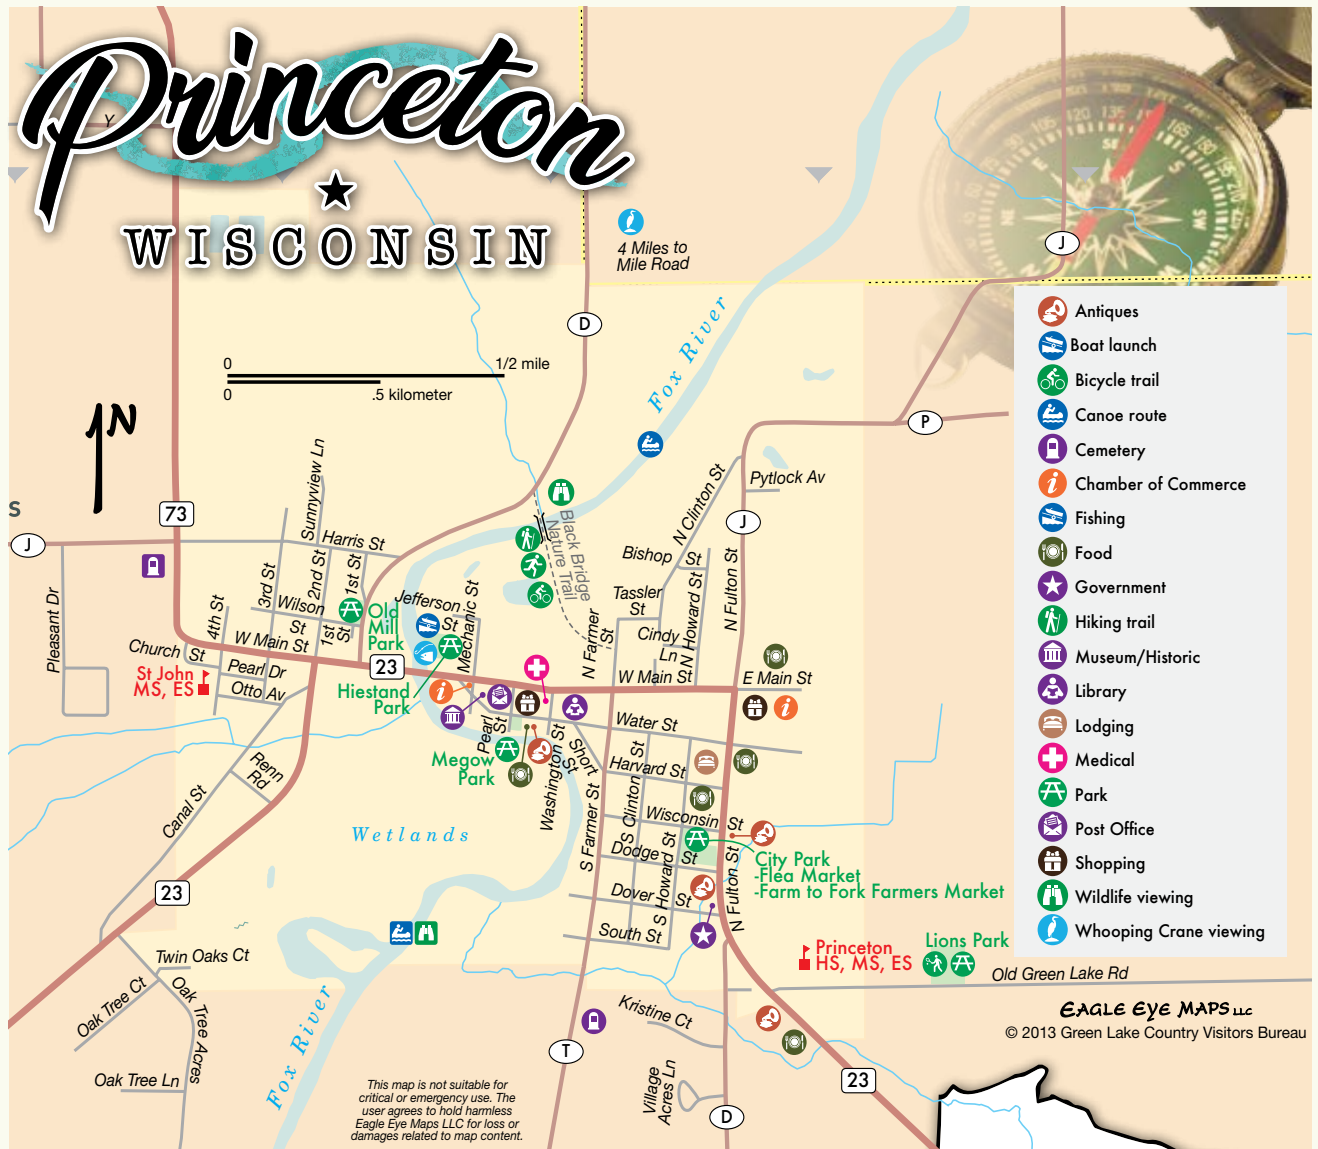 Princeton
WISCONSIN
Y
4 Miles to
Mile Road
J
D
Fox River
0
1/2 mile
0
.5 kilometer
N
P
Antiques
Boat launch
Bicycle trail
Canoe route
Cemetery
Chamber of Commerce
Fishing
Food
Government
Hiking trail
Museum/Historic
Library
Lodging
Medical
Park
Post Office
Shopping
Wildlife viewing
Whooping Crane viewing
S
73
J
Sunnyview Ln
Harris St
3rd St
2nd St
1st St
Wilson
St
1st
St
4th St
W Main St
Church St
Pearl Dr
Otto Av
Pleasant Dr
St John
MS, ES
Old
Mill
Park
Jefferson
St
Mechanic St
23
Hiestand
Park
Black Bridge
Nature Trail
N Clinton St
Pytlock Av
J
Bishop St
Tassler
St
Cindy
Ln
N Howard St
N Fulton St
N Farmer
St
W Main St
E Main St
Water St
Pearl
St
Megow
Park
Washington St
Short
St
Harvard St
S Clinton St
Wisconsin St
S Farmer St
Dodge St
S Howard St
Dover St
South St
N Fulton St
City Park
-Flea Market
-Farm to Fork Farmers Market
Renn
Rd
Canal St
Wetlands
23
Twin Oaks Ct
Oak Tree Ct
Oak Tree Acres
Oak Tree Ln
Fox River
Princeton
HS, MS, ES
Lions Park
Old Green Lake Rd
EAGLE EYE MAPS LLC
© 2013 Green Lake Country Visitors Bureau
Kristine Ct
T
Village
Acres Ln
D
23
This map is not suitable for
critical or emergency use. The
user agrees to hold harmless
Eagle Eye Maps LLC for loss or
damages related to map content.